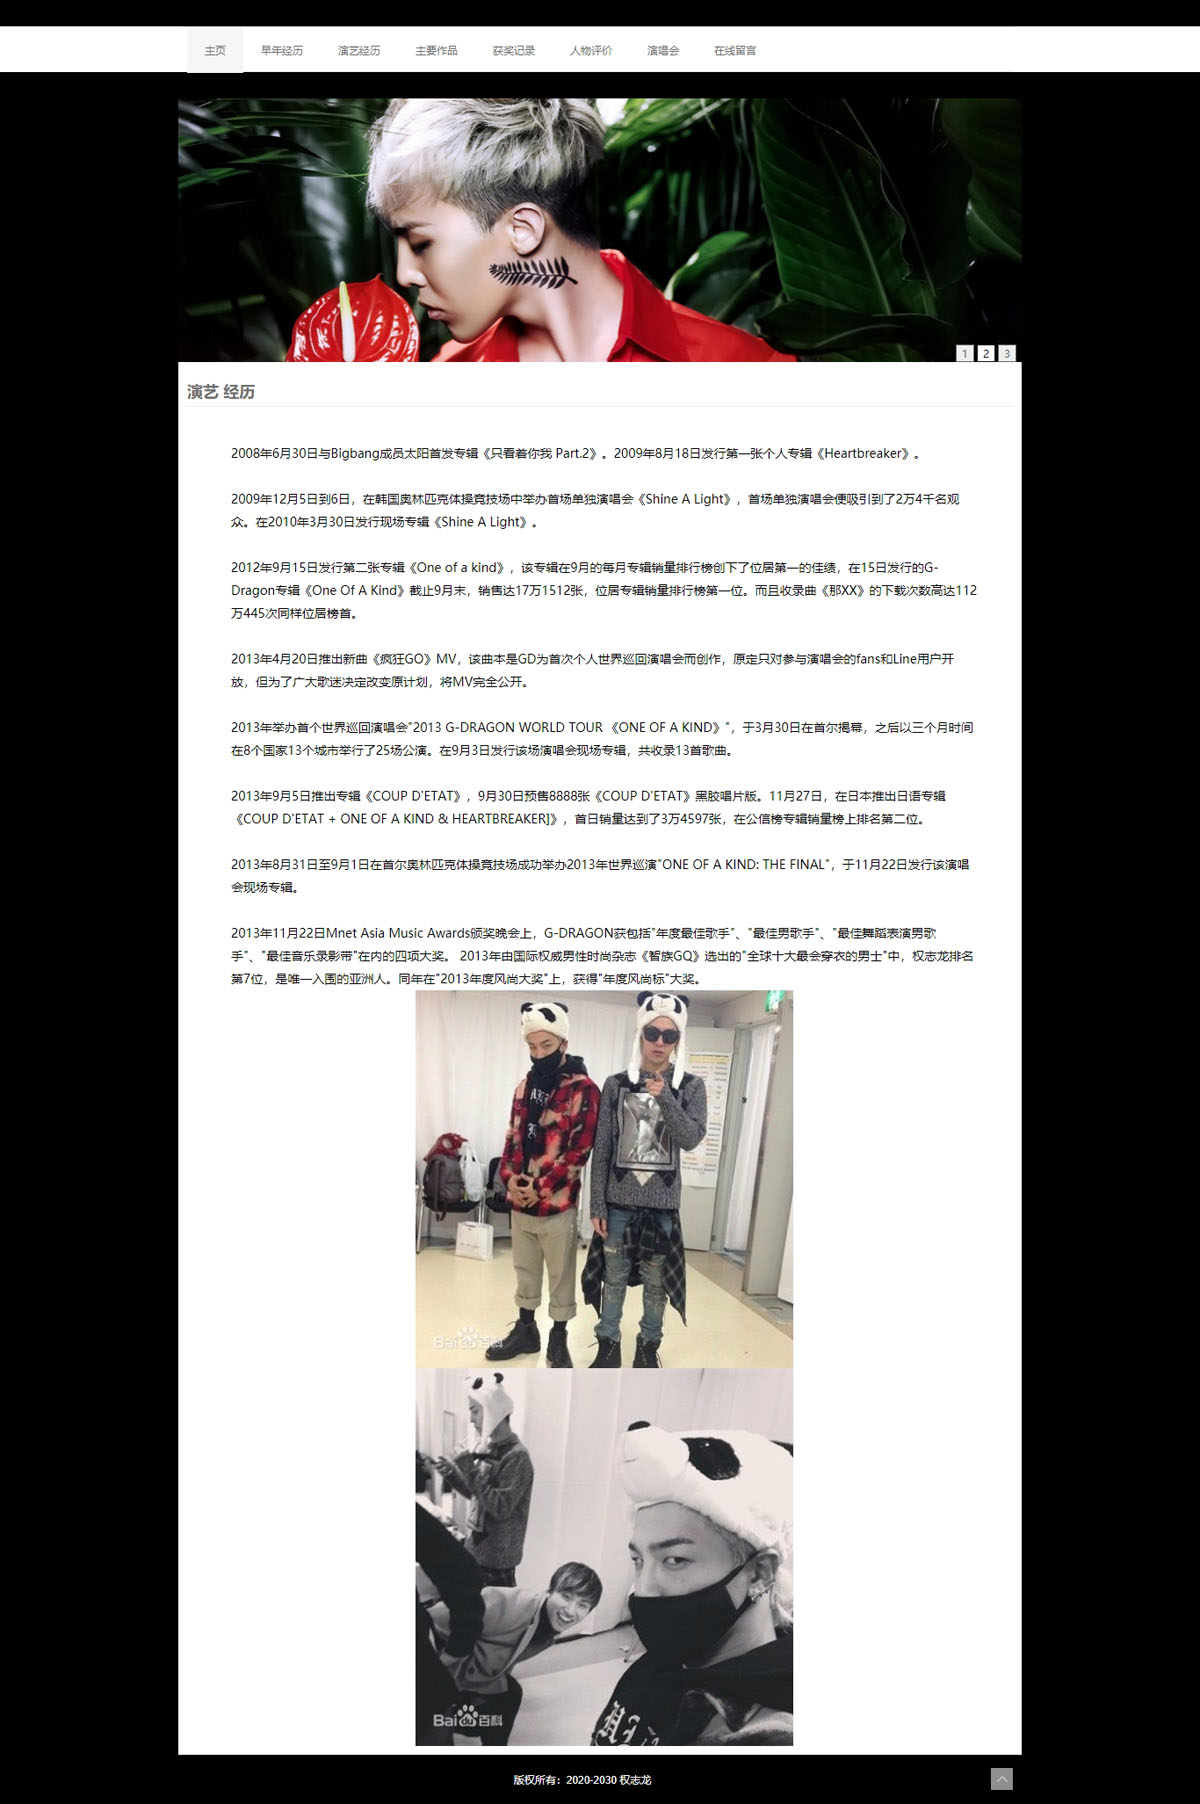 主页 早年经历 演艺经历 主要作品 获奖记录 人物评价 演唱会 在线留言
1 2 3
演艺 经历
2008年6月30日与Bigbang成员太阳首发专辑《只看着你我 Part.2》。2009年8月18日发行第一张个人专辑《Heartbreaker》。
2009年12月5日到6日，在韩国奥林匹克体操竞技场中举办首场单独演唱会《Shine A Light》，首场单独演唱会便吸引到了2万4千名观
众。在2010年3月30日发行现场专辑《Shine A Light》。
2012年9月15日发行第二张专辑《One of a kind》，该专辑在9月的每月专辑销量排行榜创下了位居第一的佳绩，在15日发行的G-
Dragon专辑《One Of A Kind》截止9月末，销售达17万1512张，位居专辑销量排行榜第一位。而且收录曲《那XX》的下载次数高达112
万445次同样位居榜首。
2013年4月20日推出新曲《疯狂GO》MV，该曲本是GD为首次个人世界巡回演唱会而创作，原定只对参与演唱会的fans和Line用户开
放，但为了广大歌迷决定改变原计划，将MV完全公开。
2013年举办首个世界巡回演唱会"2013 G-DRAGON WORLD TOUR 《ONE OF A KIND》"，于3月30日在首尔揭幕，之后以三个月时间
在8个国家13个城市举行了25场公演。在9月3日发行该场演唱会现场专辑，共收录13首歌曲。
2013年9月5日推出专辑《COUP D'ETAT》，9月30日预售8888张《COUP D'ETAT》黑胶唱片版。11月27日，在日本推出日语专辑
《COUP D'ETAT + ONE OF A KIND & HEARTBREAKER]》，首日销量达到了3万4597张，在公信榜专辑销量榜上排名第二位。
2013年8月31日至9月1日在首尔奥林匹克体操竞技场成功举办2013年世界巡演"ONE OF A KIND: THE FINAL"，于11月22日发行该演唱
会现场专辑。
2013年11月22日Mnet Asia Music Awards颁奖晚会上，G-DRAGON获包括"年度最佳歌手"、"最佳男歌手"、"最佳舞蹈表演男歌
手"、"最佳音乐录影带"在内的四项大奖。 2013年由国际权威男性时尚杂志《智族GQ》选出的"全球十大最会穿衣的男士"中，权志龙排名
第7位，是唯一入围的亚洲人。同年在"2013年度风尚大奖"上，获得"年度风尚标"大奖。
Baidu百科
Baidu百科
版权所有：2020-2030 权志龙